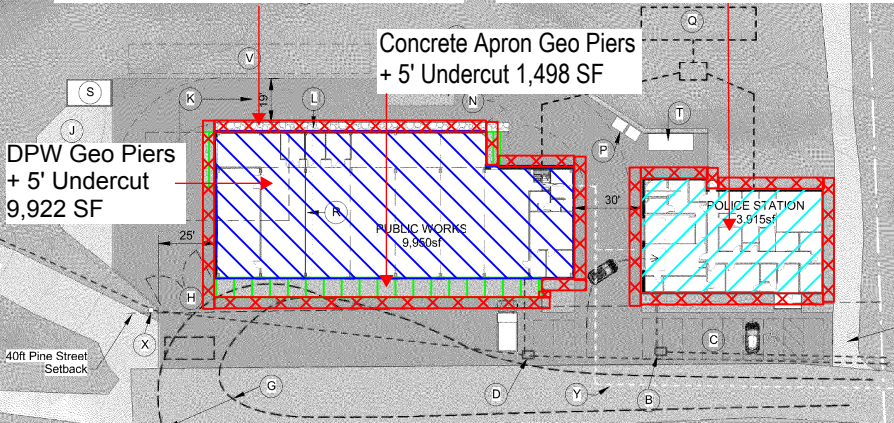 Concrete Apron Geo Piers
+ 5' Undercut 1,498 SF
DPW Geo Piers
+ 5' Undercut
9,922 SF
PUBLIC WORKS
9,950sf
POLICE STATION
3,915sf
40ft Pine Street
Setback
19'
25'
30'
Q
V
S
K
L
N
T
J
P
R
H
X
C
G
D
Y
B